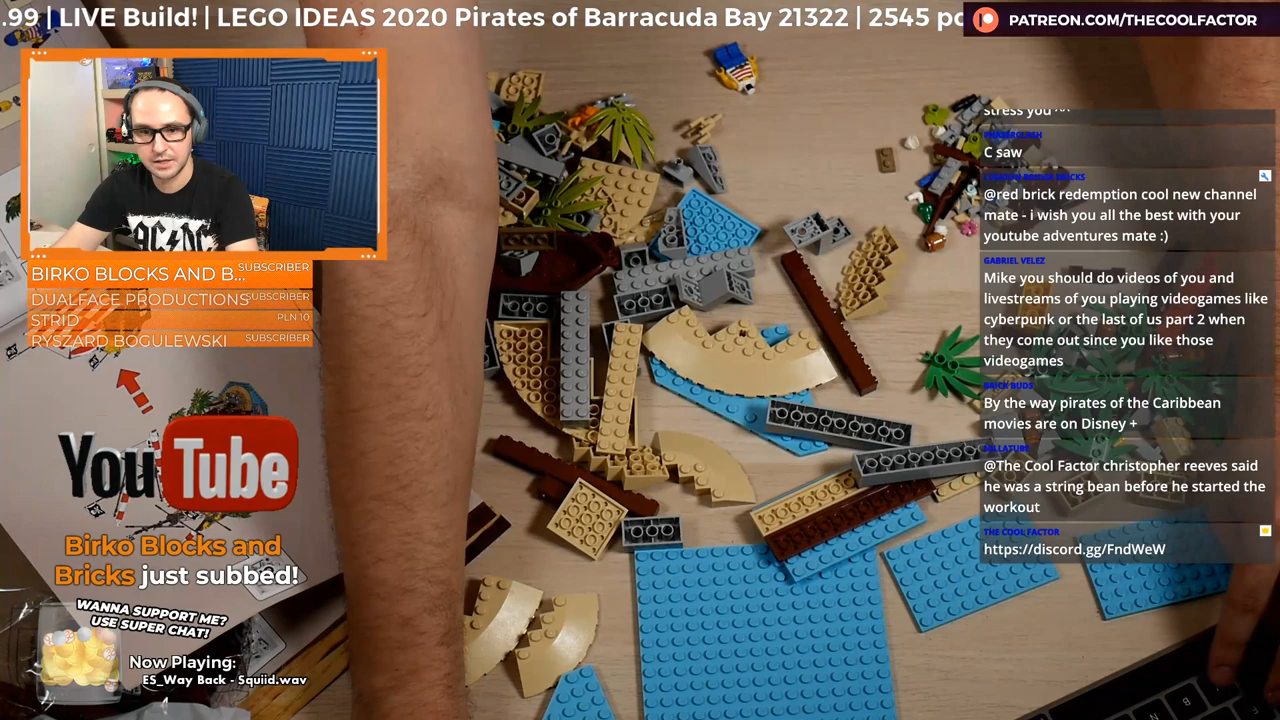 .99 | LIVE Build! | LEGO IDEAS 2020 Pirates of Barracuda Bay 21322 | 2545 pc
PATREON.COM/THECOOLFACTOR
AC DC
BIRKO BLOCKS AND B... SUBSCRIBER
DUALFACE PRODUCTIONS SUBSCRIBER
STRID PLN 10
RYSZARD BOGULEWSKI SUBSCRIBER
YouTube
Birko Blocks and
Bricks just subbed!
WANNA SUPPORT ME?
USE SUPER CHAT!
Now Playing:
ES_Way Back - Squiid.wav
stress you ^^
C saw
@red brick redemption cool new channel
mate - i wish you all the best with your
youtube adventures mate :)
GABRIEL VELEZ
Mike you should do videos of you and
livestreams of you playing videogames like
cyberpunk or the last of us part 2 when
they come out since you like those
videogames
BRICK BUDS
By the way pirates of the Caribbean
movies are on Disney +
@The Cool Factor christopher reeves said
he was a string bean before he started the
workout
THE COOL FACTOR
https://discord.gg/FndWeW
B